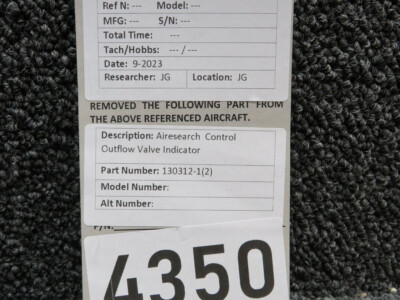 Ref N: --- Model: ---
MFG: --- S/N: ---
Total Time: ---
Tach/Hobbs: --- / ---
Date: 9-2023
Researcher: JG Location: JG
REMOVED THE FOLLOWING PART FROM
THE ABOVE REFERENCED AIRCRAFT.
Description: Airesearch Control
Outflow Valve Indicator
Part Number: 130312-1(2)
Model Number:
Alt Number:
P/N:
4350